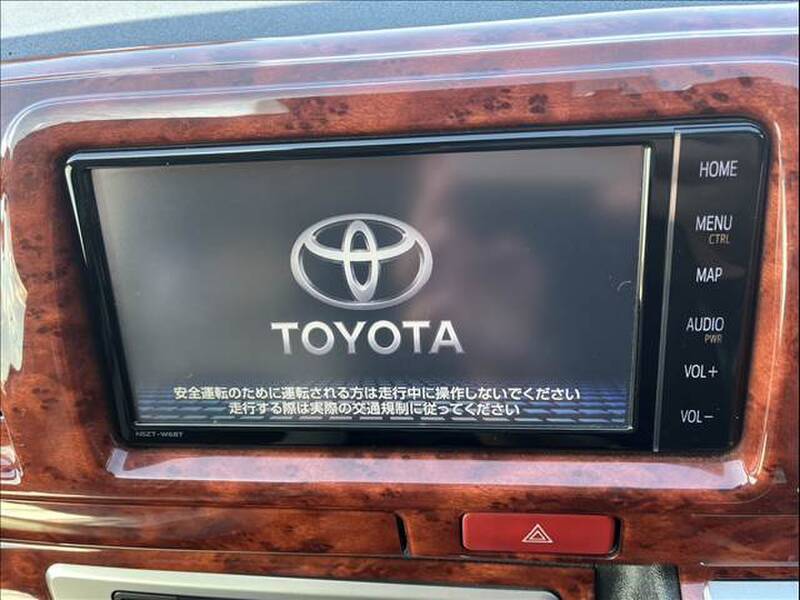 TOYOTA
安全運転のために運転される方は走行中に操作しないでください
走行する際は実際の交通規制に従ってください
NSZT-W68T
HOME
MENU
CTRL
MAP
AUDIO
PWR
VOL+
VOL-